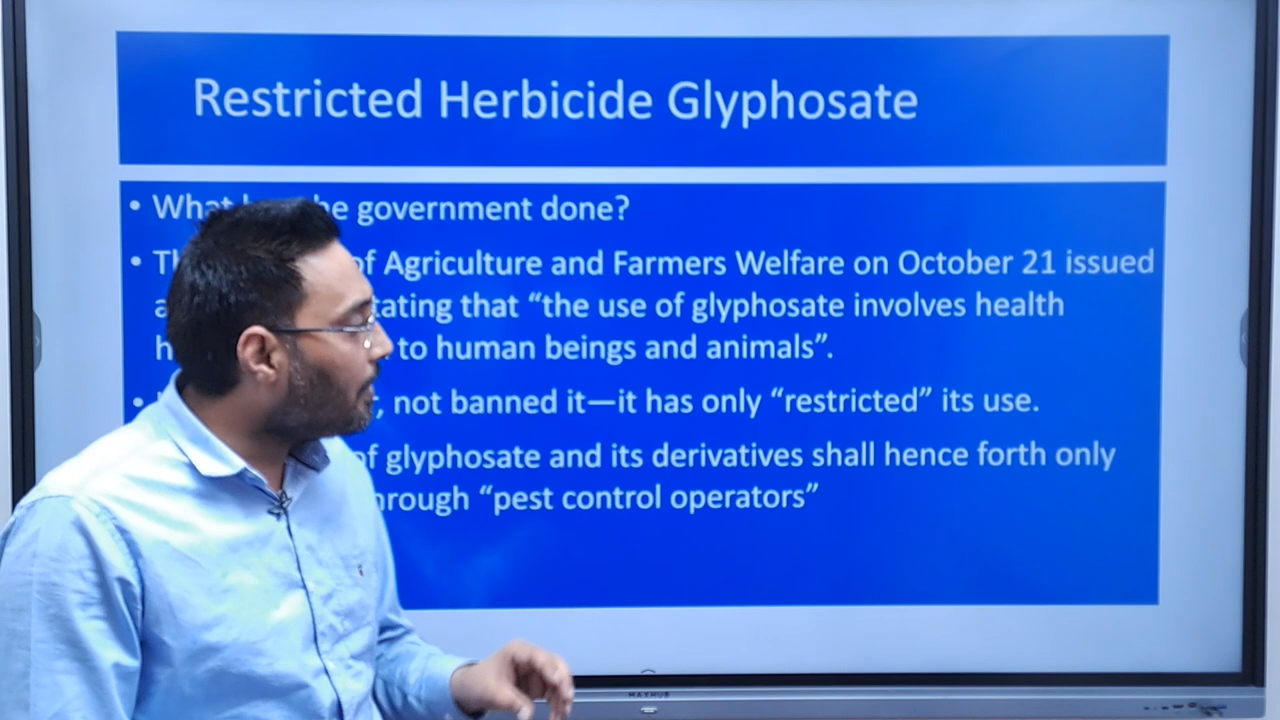 Restricted Herbicide Glyphosate
• What he government done?
• Th of Agriculture and Farmers Welfare on October 21 issued
a tating that “the use of glyphosate involves health
h to human beings and animals”.
• , not banned it—it has only “restricted” its use.
of glyphosate and its derivatives shall hence forth only
hrough “pest control operators”
MAXHUB